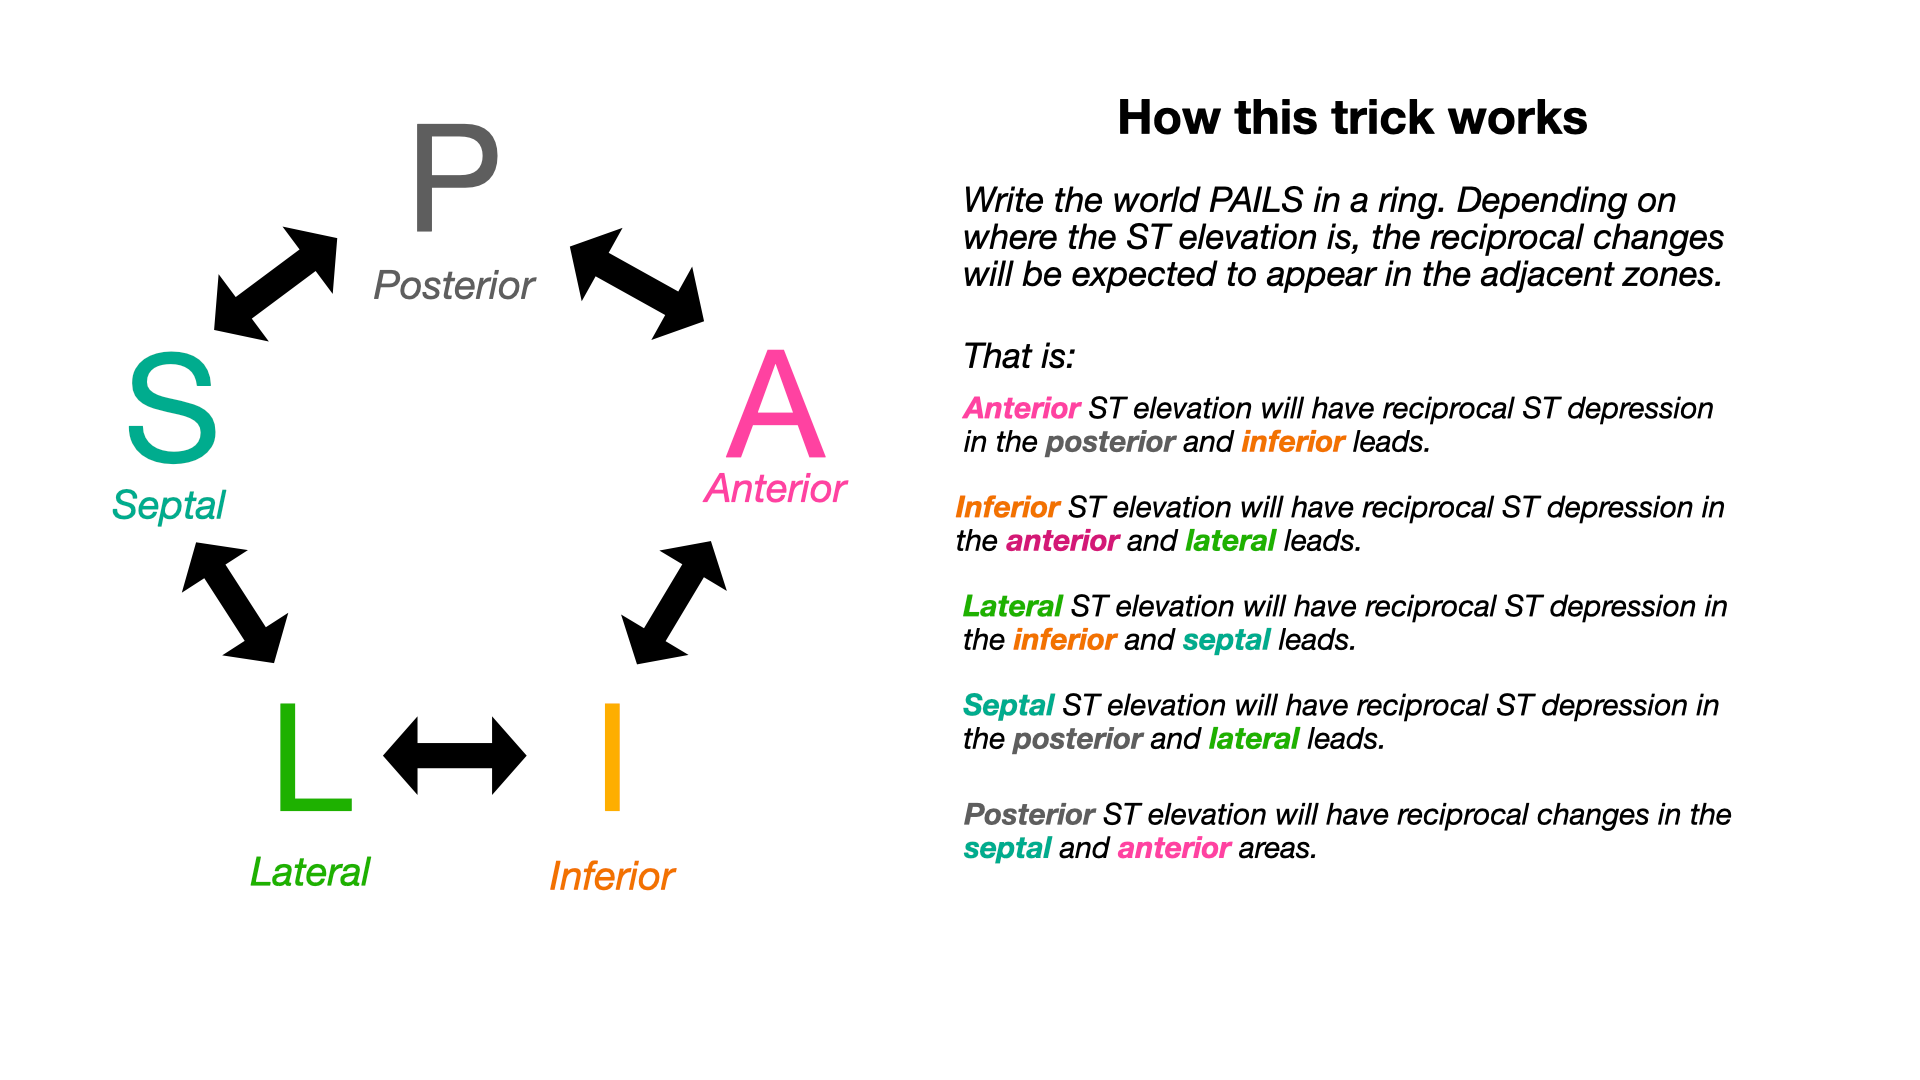 P
Posterior
S
Septal
A
Anterior
L
Lateral
I
Inferior
How this trick works
Write the world PAILS in a ring. Depending on
where the ST elevation is, the reciprocal changes
will be expected to appear in the adjacent zones.
That is:
Anterior ST elevation will have reciprocal ST depression
in the posterior and inferior leads.
Inferior ST elevation will have reciprocal ST depression in
the anterior and lateral leads.
Lateral ST elevation will have reciprocal ST depression in
the inferior and septal leads.
Septal ST elevation will have reciprocal ST depression in
the posterior and lateral leads.
Posterior ST elevation will have reciprocal changes in the
septal and anterior areas.